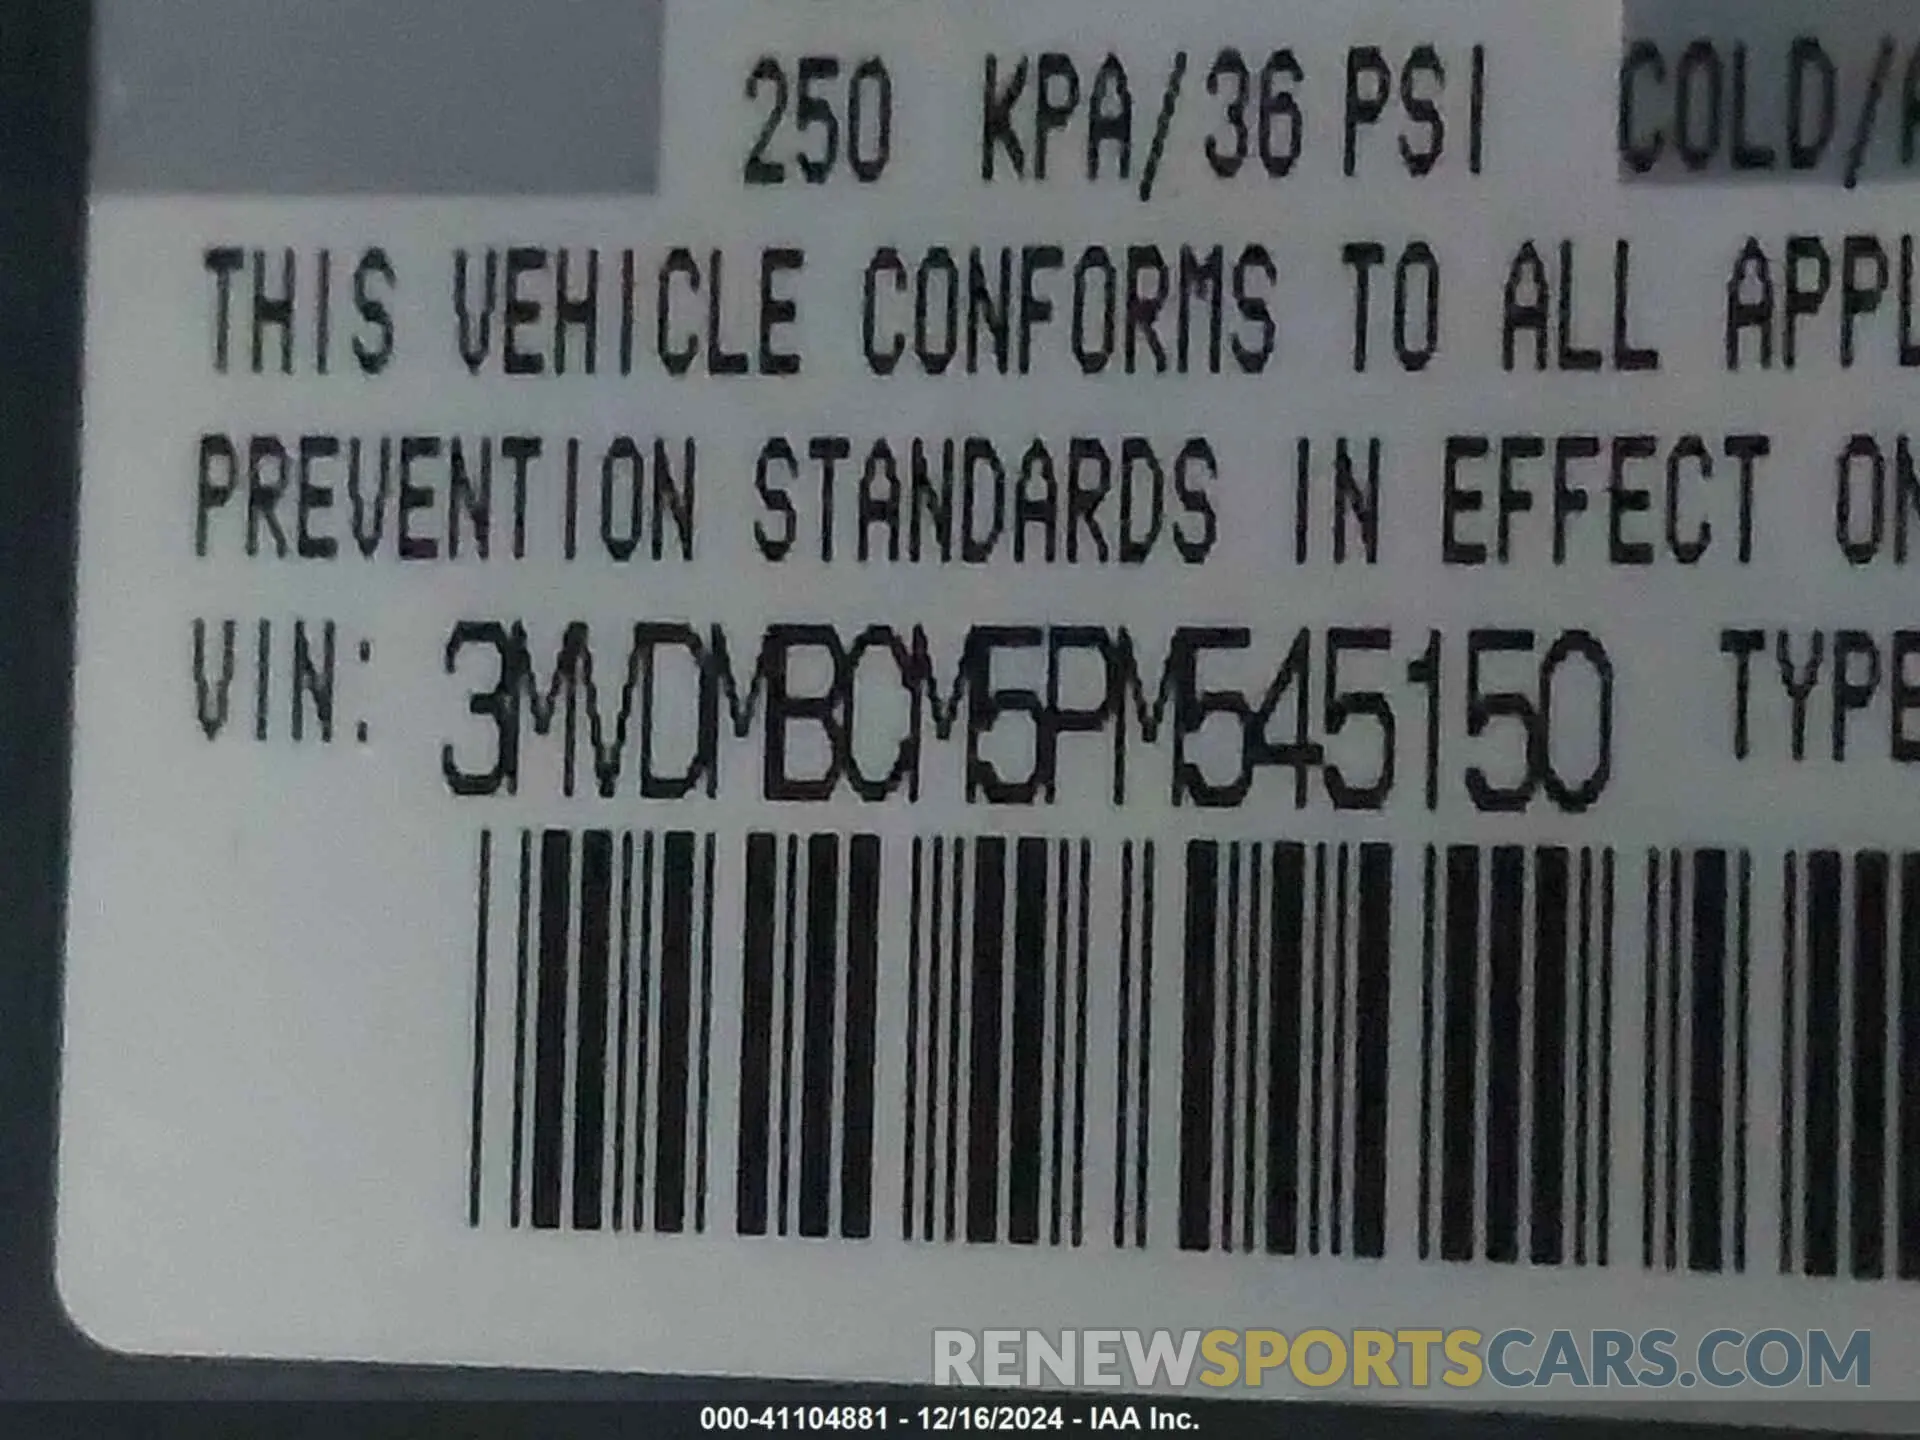 250 KPA/36 PSI COLD/
THIS VEHICLE CONFORMS TO ALL APPL
PREVENTION STANDARDS IN EFFECT ON
VIN: 3MVDMBCM5PM545150 TYPE
RENEWSPORTSCARS.COM
000-41104881 - 12/16/2024 - IAA Inc.